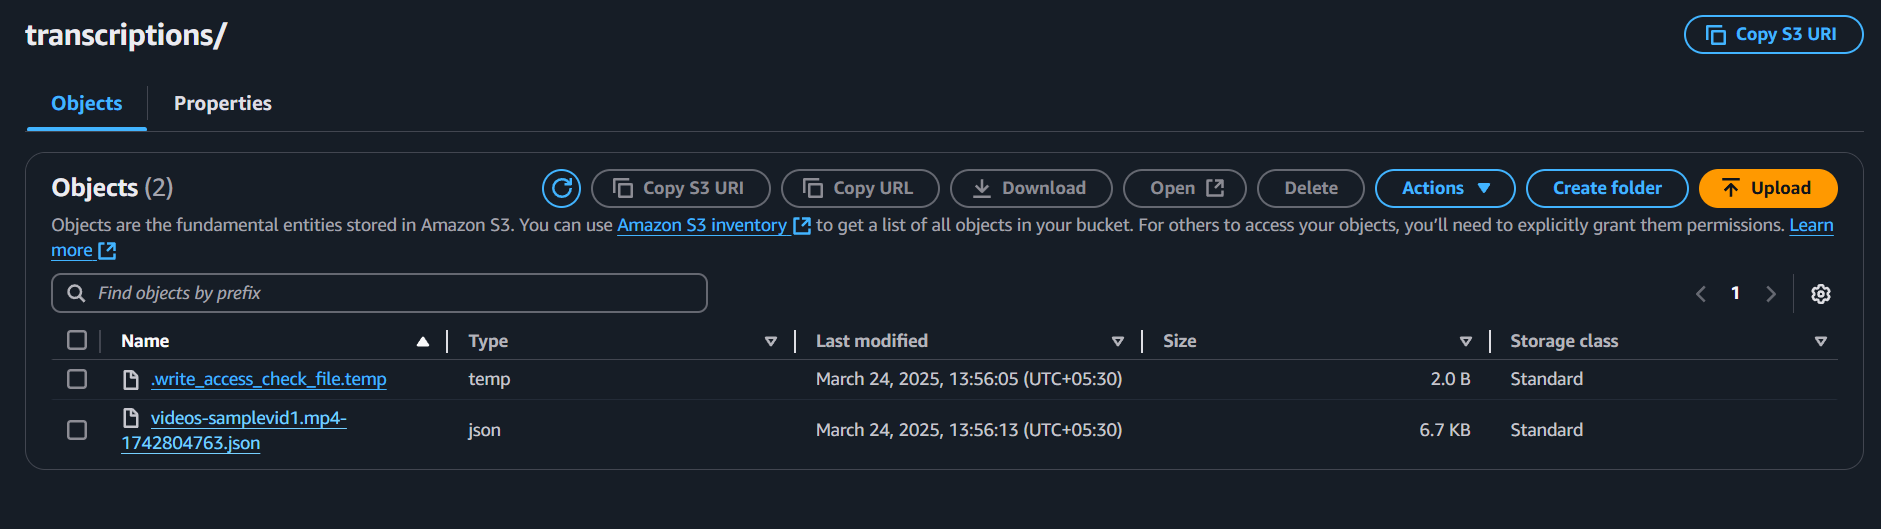 transcriptions/
Copy S3 URI
Objects
Properties
Objects (2)
Copy S3 URI
Copy URL
Download
Open
Delete
Actions
Create folder
Upload
Objects are the fundamental entities stored in Amazon S3. You can use Amazon S3 inventory to get a list of all objects in your bucket. For others to access your objects, you'll need to explicitly grant them permissions. Learn
more
Find objects by prefix
1
Name Type Last modified Size Storage class
.write_access_check_file.temp temp March 24, 2025, 13:56:05 (UTC+05:30) 2.0 B Standard
videos-samplevid1.mp4-
1742804763.json json March 24, 2025, 13:56:13 (UTC+05:30) 6.7 KB Standard